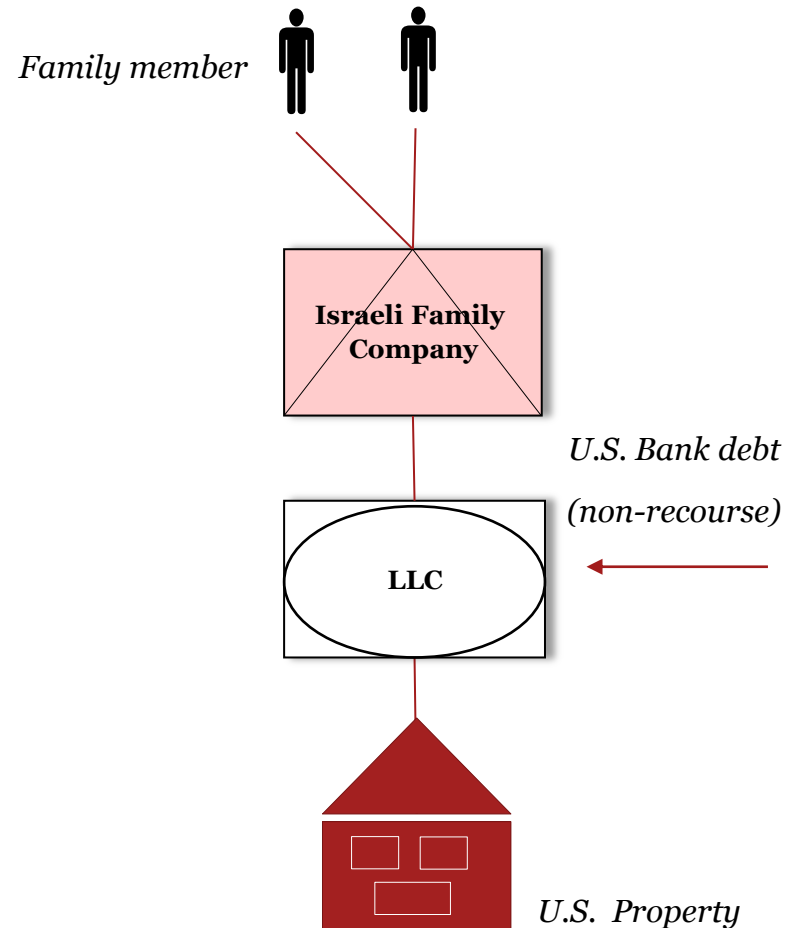 Family member
Israeli Family
Company
U.S. Bank debt
(non-recourse)
LLC
U.S. Property